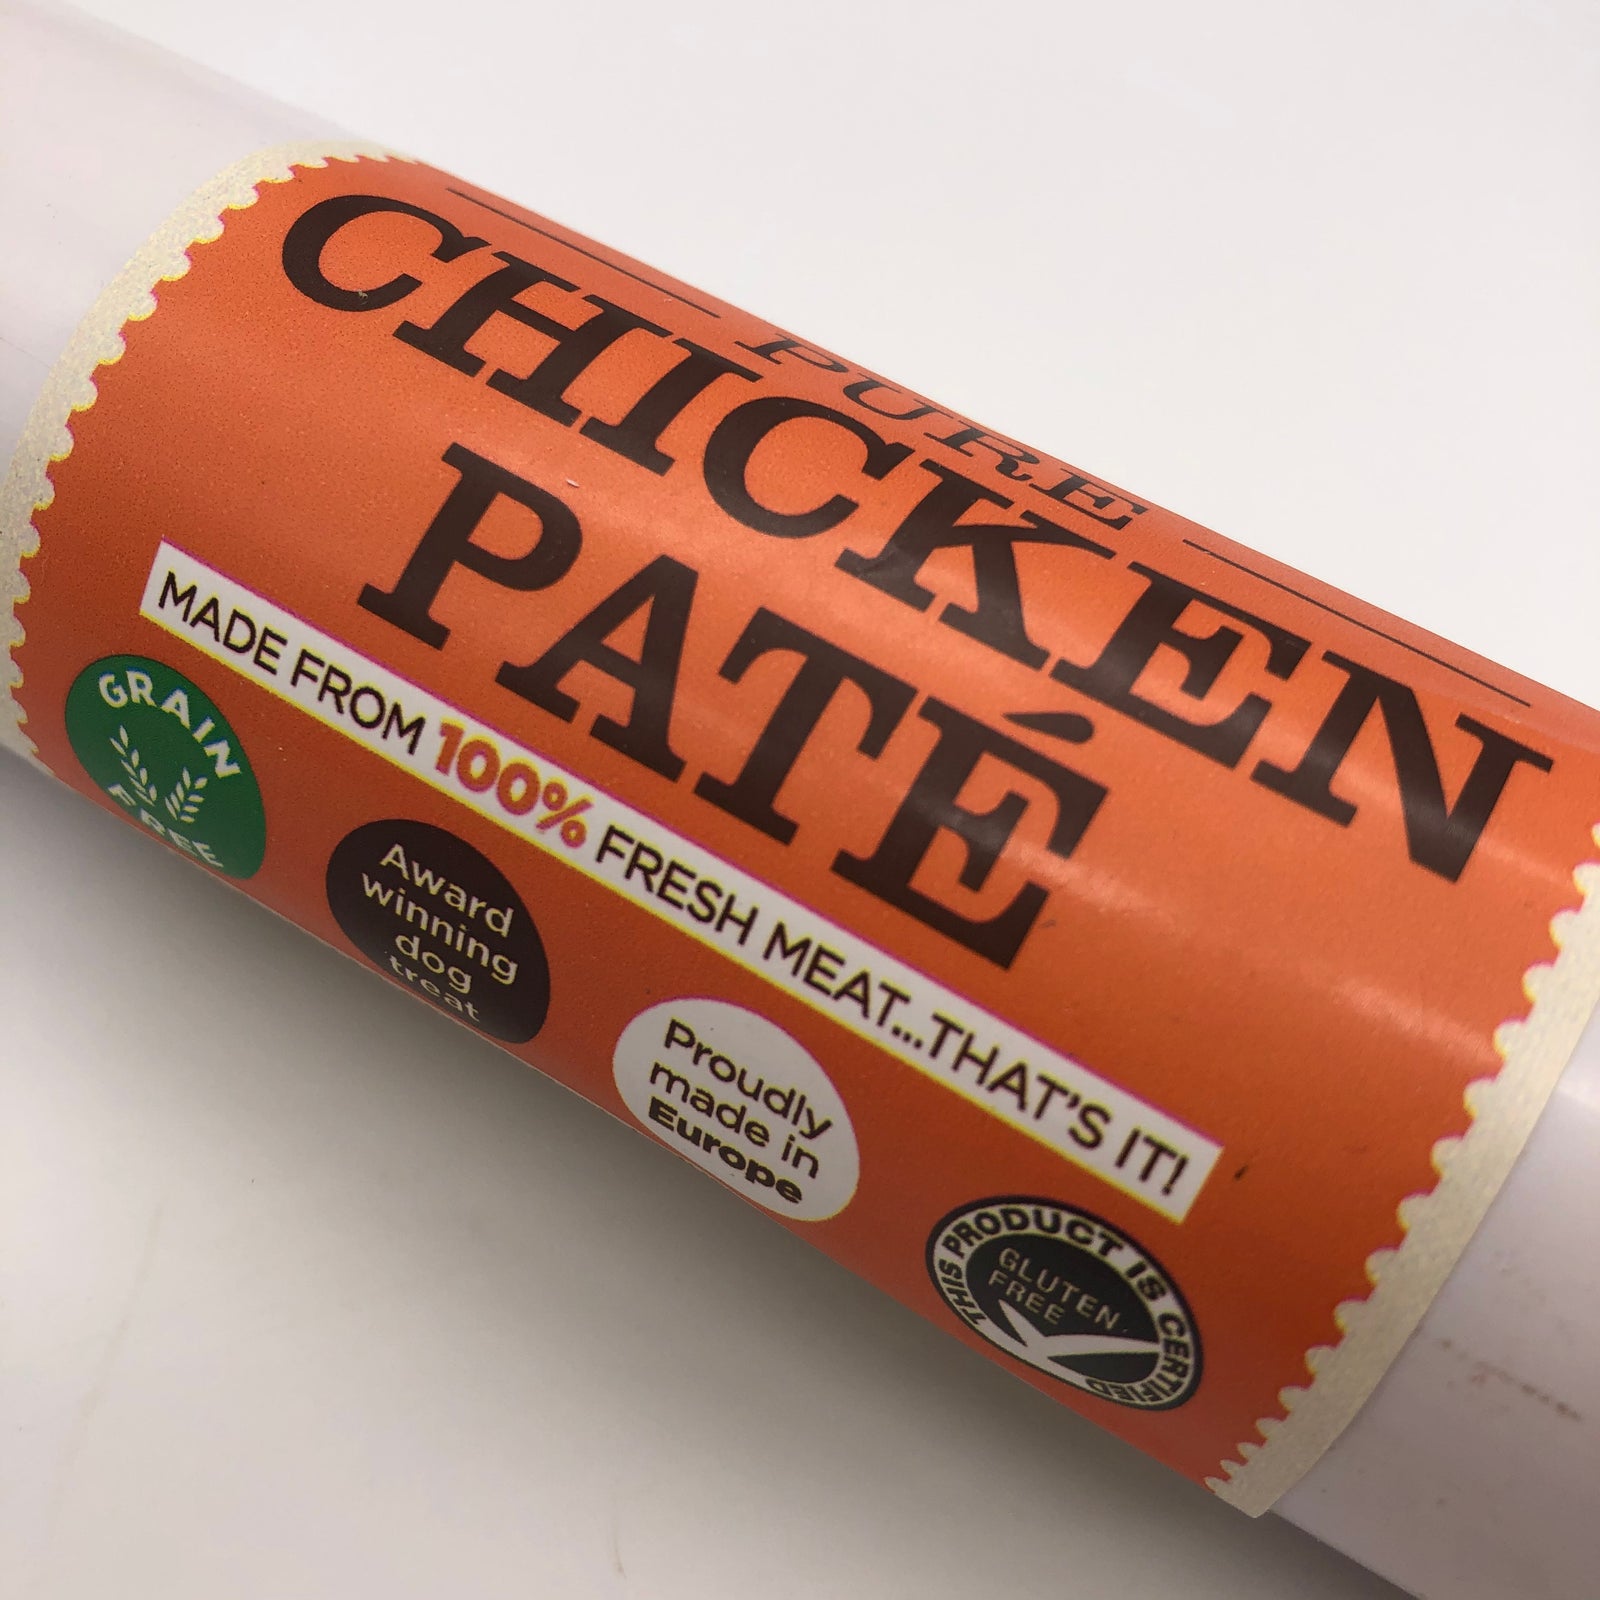 PURE
CHICKEN
PATÉ
MADE FROM 100% FRESH MEAT...THAT'S IT!
GRAIN
FREE
Award
winning
dog
treat
Proudly
made in
Europe
THIS PRODUCT IS CERTIFIED
GLUTEN
FREE